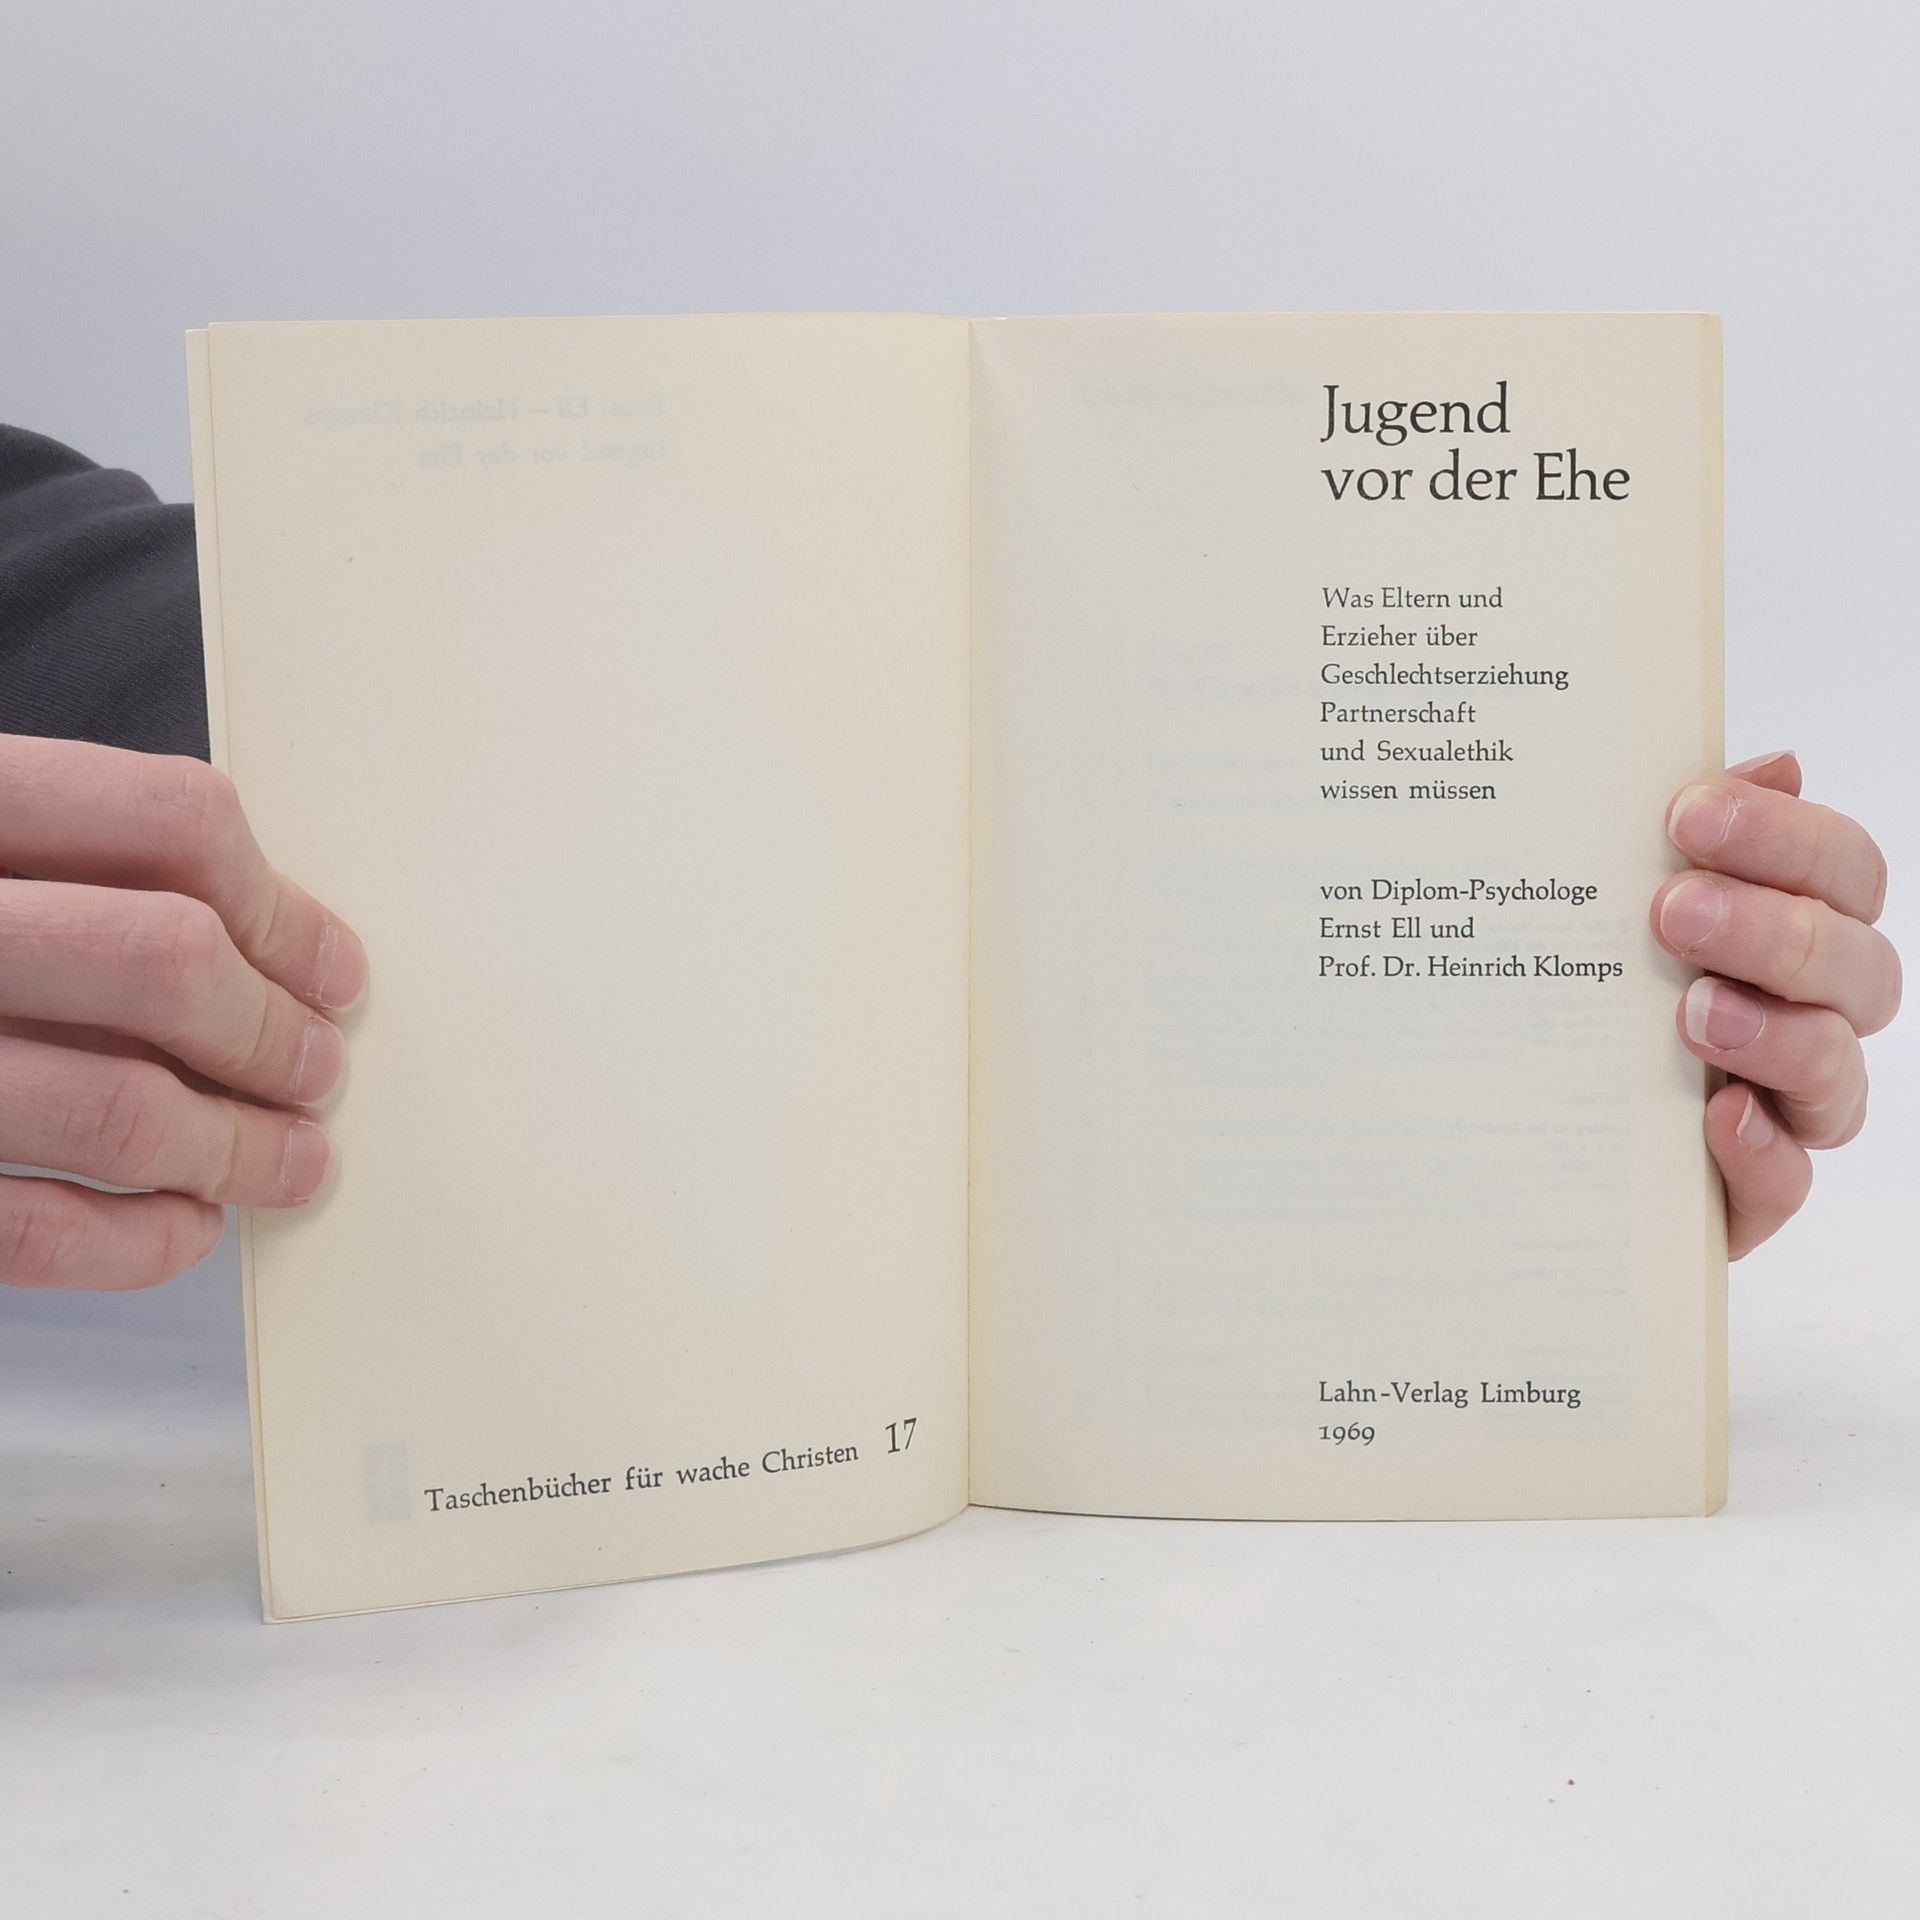 Taschenbücher für wache Christen 17
Jugend
vor der Ehe
Was Eltern und
Erzieher über
Geschlechtserziehung
Partnerschaft
und Sexualethik
wissen müssen
von Diplom-Psychologe
Ernst Ell und
Prof. Dr. Heinrich Klomps
Lahn-Verlag Limburg
1969